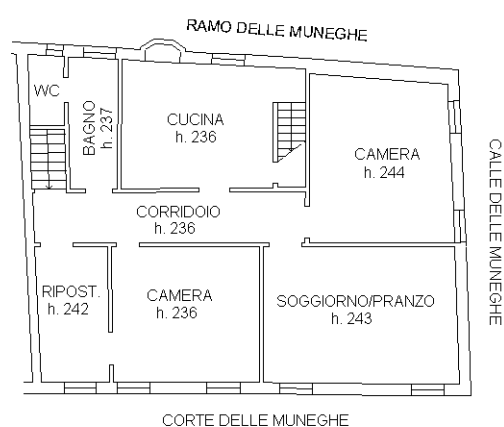 RAMO DELLE MUNEGHE
WC
BAGNO
h. 237
CUCINA
h. 236
CAMERA
h. 244
CALLE DELLE MUNEGHE
CORRIDOIO
h. 236
RIPOST.
h. 242
CAMERA
h. 236
SOGGIORNO/PRANZO
h. 243
CORTE DELLE MUNEGHE